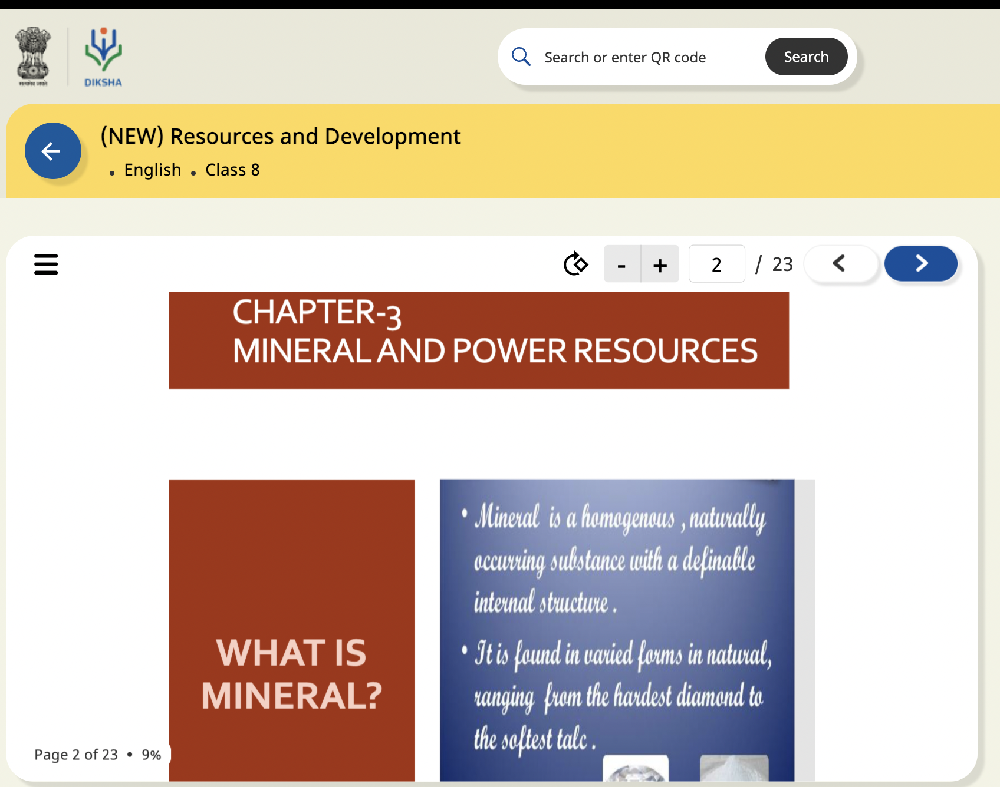 सत्यमेव जयते
DIKSHA
Search or enter QR code
Search
(NEW) Resources and Development
• English • Class 8
- + 2 / 23
CHAPTER-3
MINERAL AND POWER RESOURCES
WHAT IS
MINERAL?
• Mineral is a homogenous , naturally
occurring substance with a definable
internal structure .
• It is found in varied forms in natural,
ranging from the hardest diamond to
the softest talc .
Page 2 of 23 • 9%